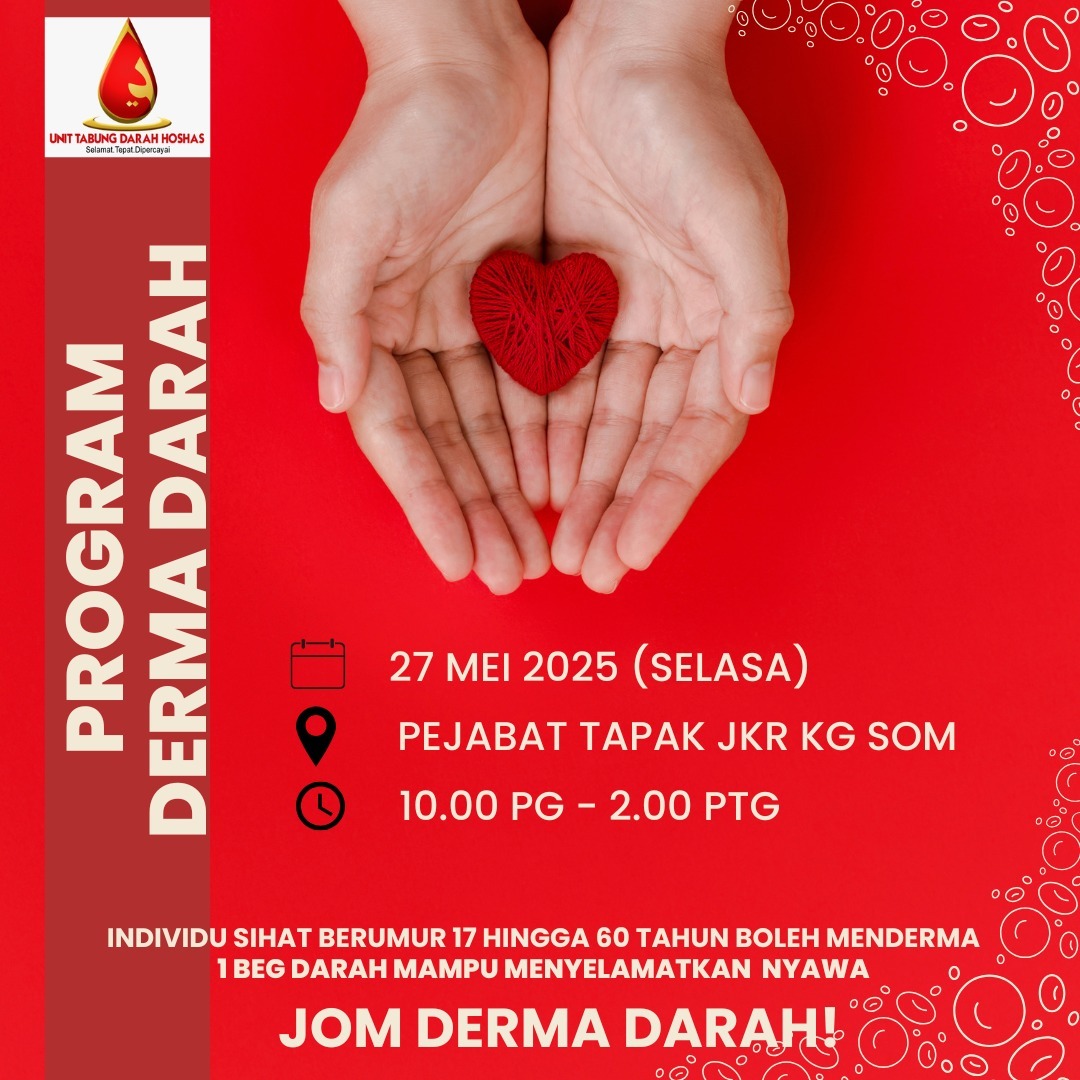 UNIT TABUNG DARAH HOSHAS
Selamat.Tepat.Dipercayai
PROGRAM
DERMA DARAH
27 MEI 2025 (SELASA)
PEJABAT TAPAK JKR KG SOM
10.00 PG - 2.00 PTG
INDIVIDU SIHAT BERUMUR 17 HINGGA 60 TAHUN BOLEH MENDERMA
1 BEG DARAH MAMPU MENYELAMATKAN NYAWA
JOM DERMA DARAH!